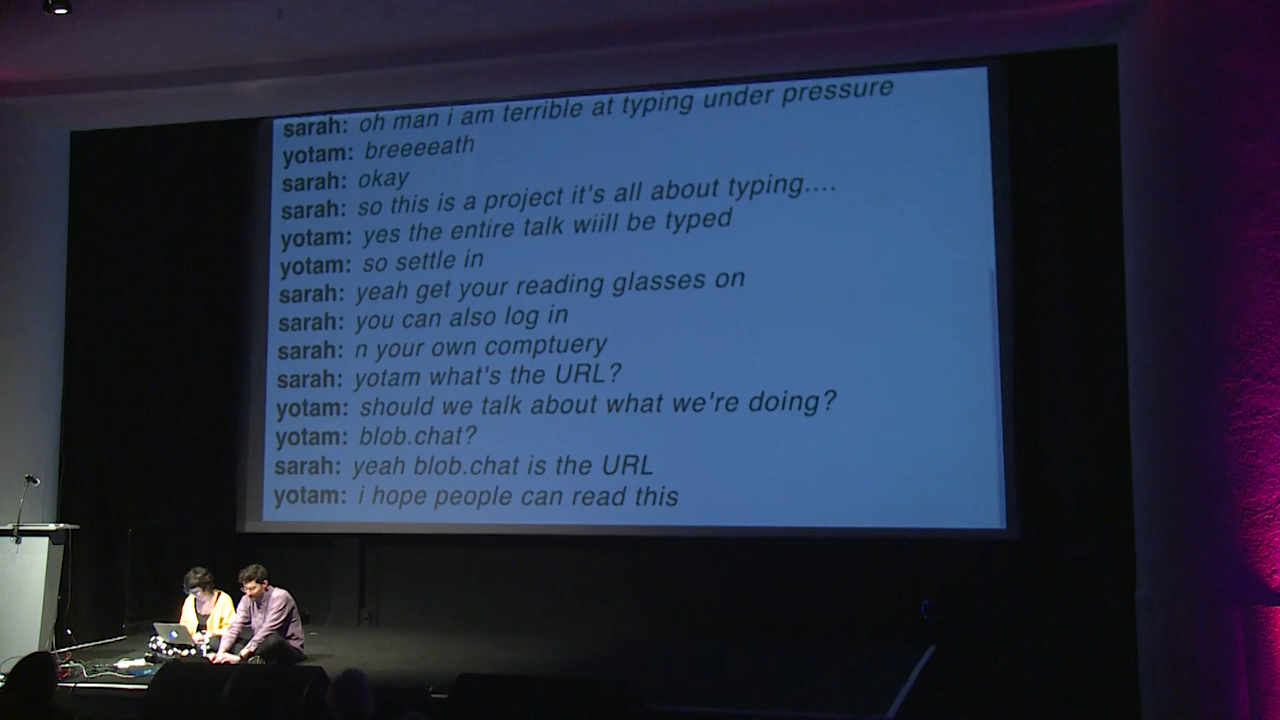 sarah: oh man i am terrible at typing under pressure
yotam: breeeeath
sarah: okay
sarah: so this is a project it's all about typing....
yotam: yes the entire talk wiill be typed
yotam: so settle in
sarah: yeah get your reading glasses on
sarah: you can also log in
sarah: n your own comptuery
sarah: yotam what's the URL?
yotam: should we talk about what we're doing?
yotam: blob.chat?
sarah: yeah blob.chat is the URL
yotam: i hope people can read this